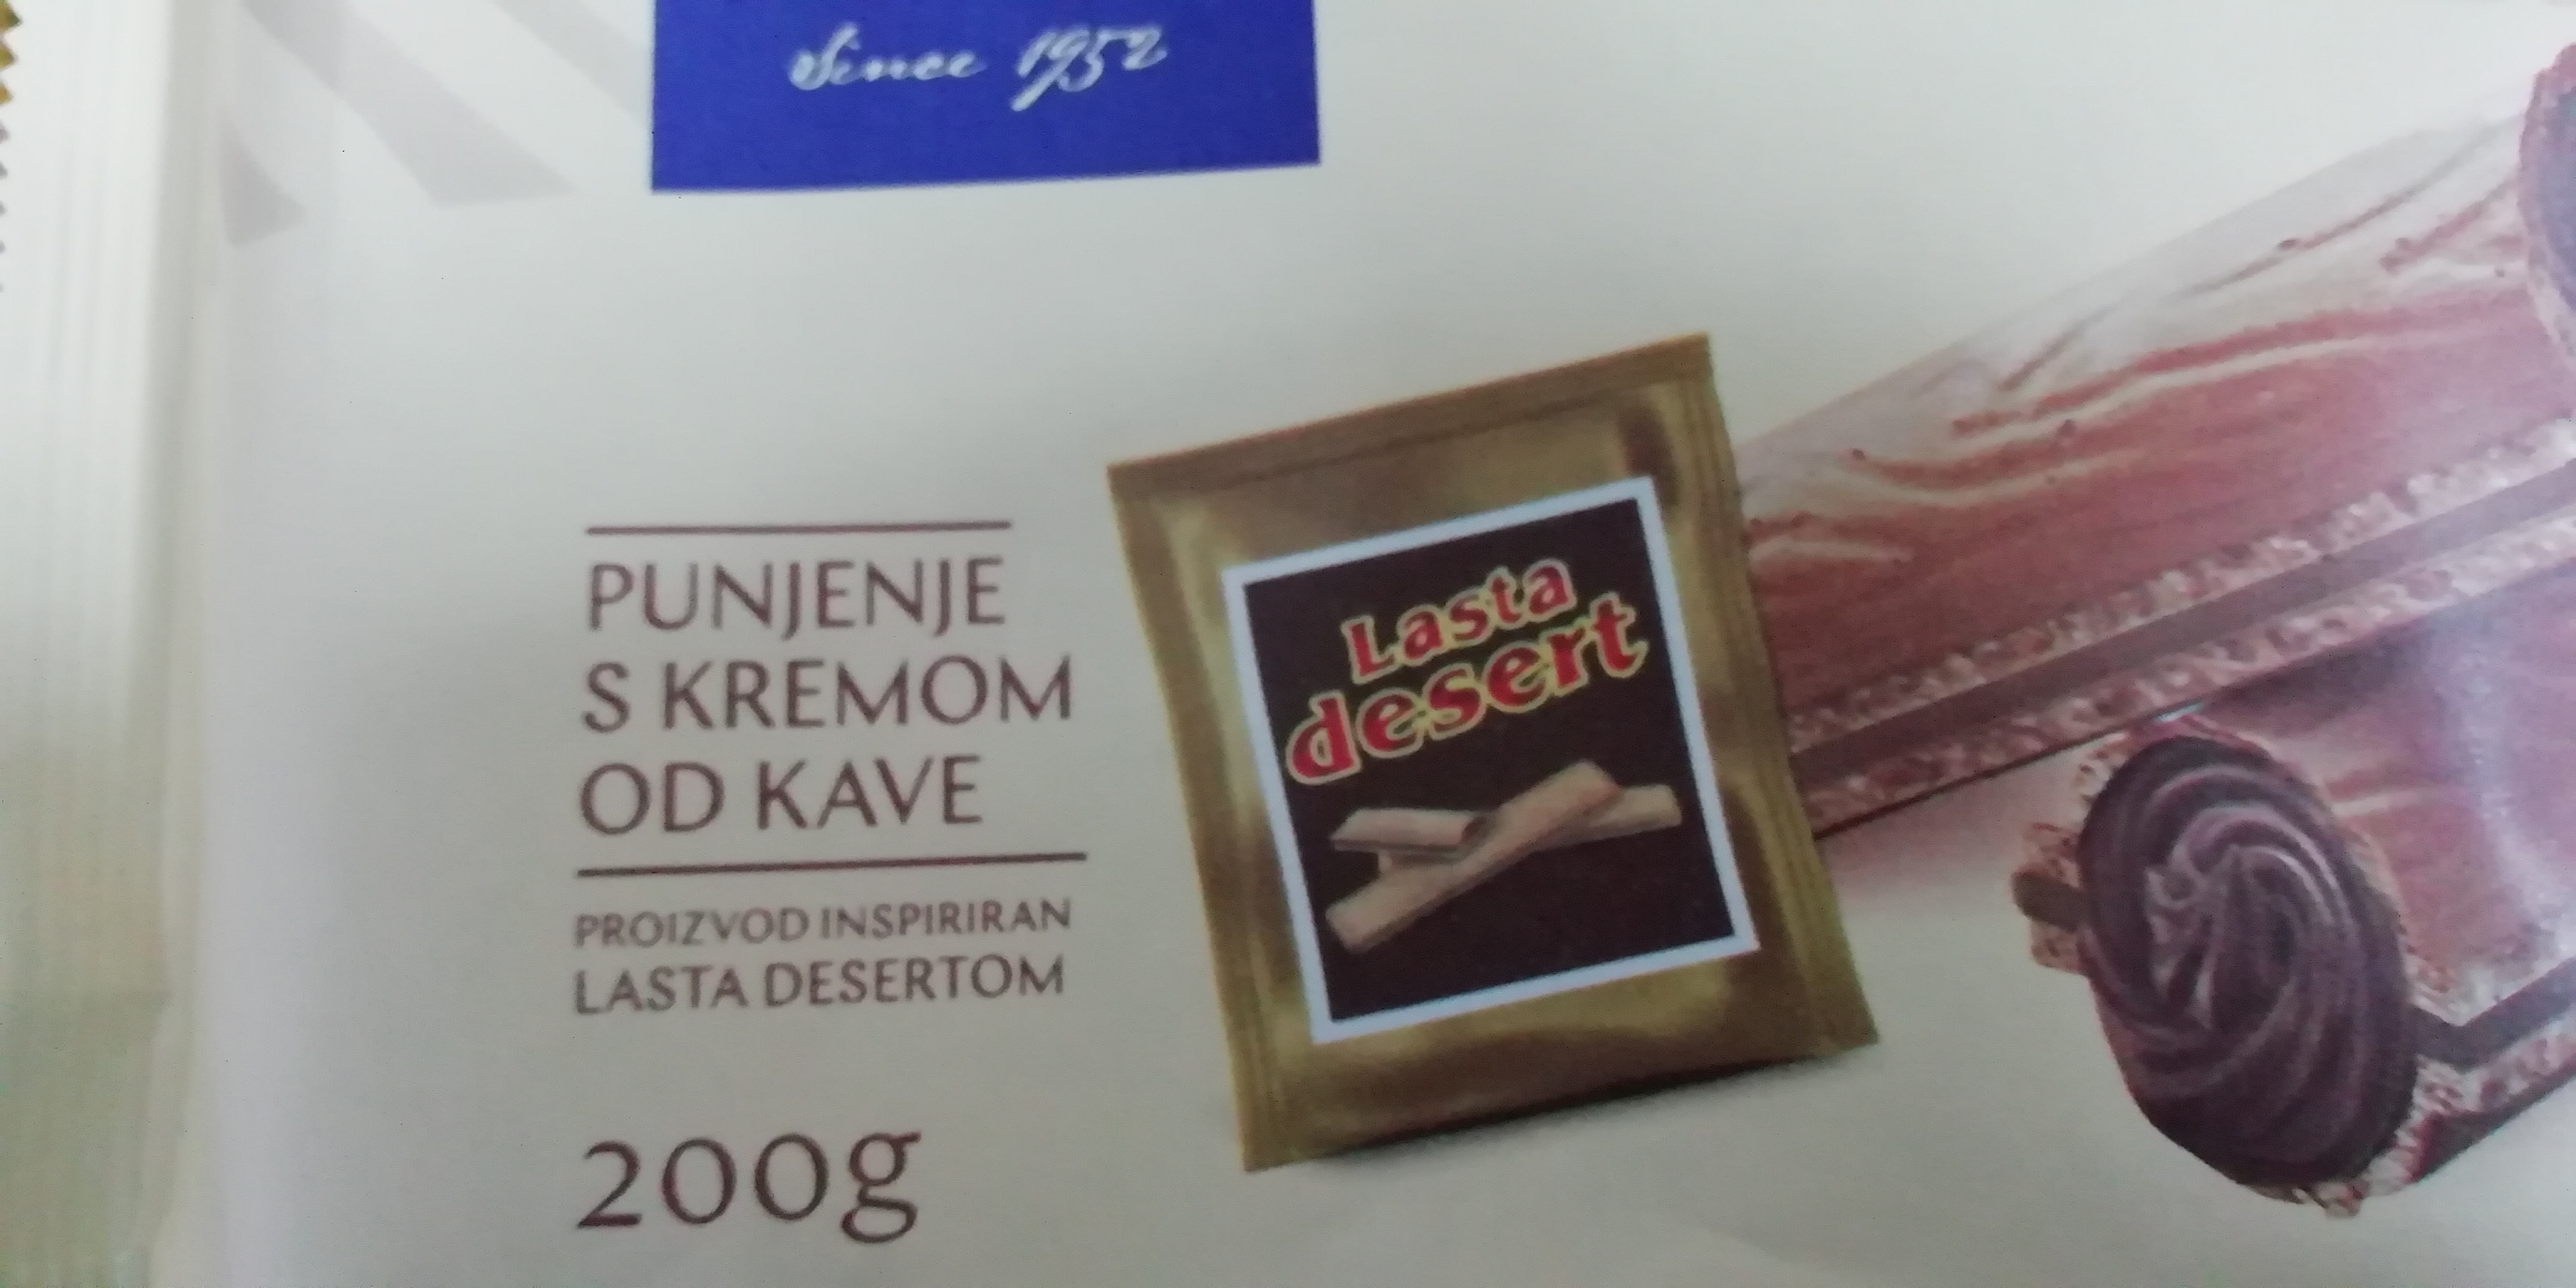 Since 1952
PUNJENJE
S KREMOM
OD KAVE
PROIZVOD INSPIRIRAN
LASTA DESERTOM
200g
Lasta
desert